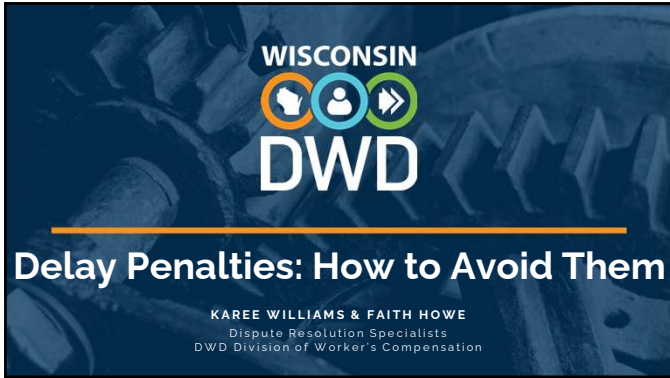 WISCONSIN
DWD
Delay Penalties: How to Avoid Them
KAREE WILLIAMS & FAITH HOWE
Dispute Resolution Specialists
DWD Division of Worker's Compensation